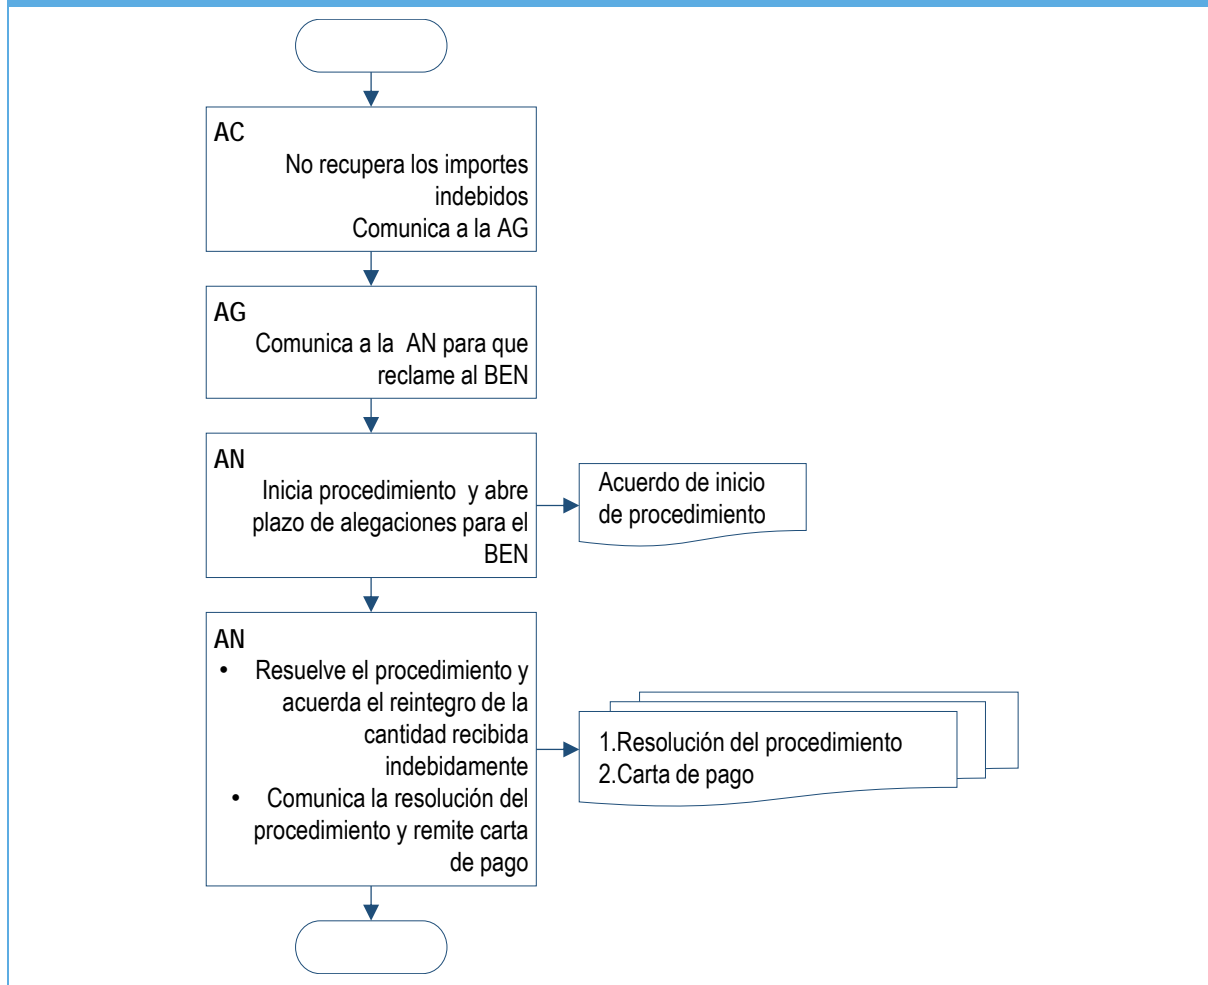 AC
No recupera los importes
indebidos
Comunica a la AG
AG
Comunica a la AN para que
reclame al BEN
AN
Inicia procedimiento y abre
plazo de alegaciones para el
BEN
Acuerdo de inicio
de procedimiento
AN
• Resuelve el procedimiento y
acuerda el reintegro de la
cantidad recibida
indebidamente
• Comunica la resolución del
procedimiento y remite carta
de pago
1.Resolución del procedimiento
2.Carta de pago